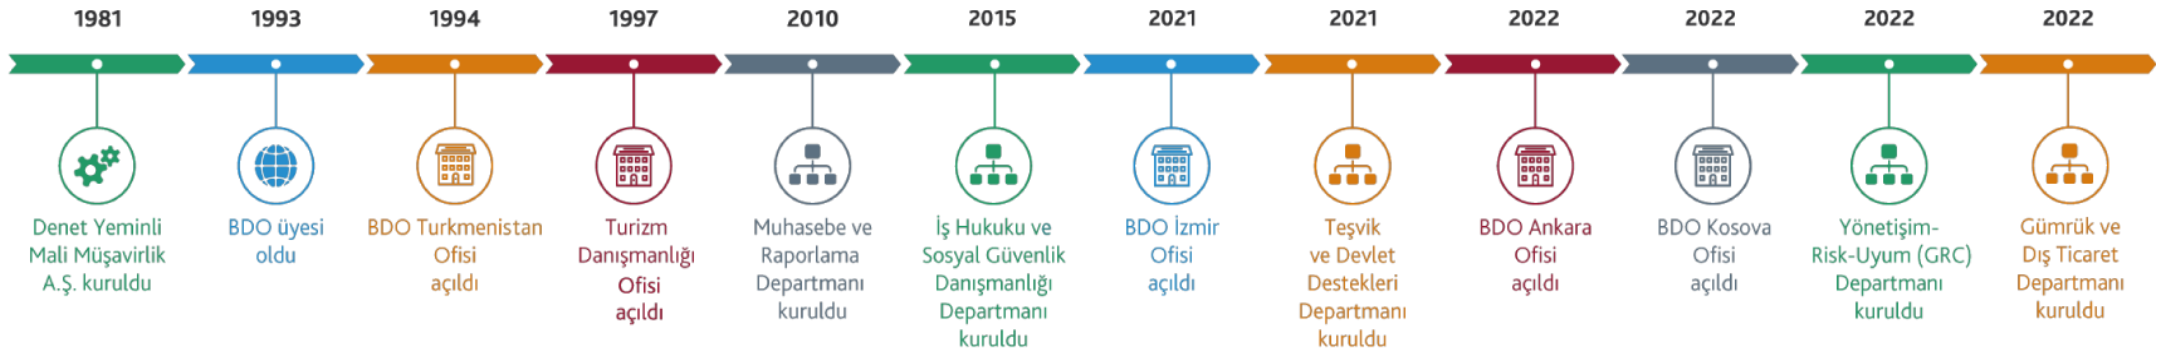 1981
Denet Yeminli
Mali Müşavirlik
A.Ş. kuruldu
1993
BDO üyesi
oldu
1994
BDO Turkmenistan
Ofisi
açıldı
1997
Turizm
Danışmanlığı
Ofisi
açıldı
2010
Muhasebe ve
Raporlama
Departmanı
kuruldu
2015
İş Hukuku ve
Sosyal Güvenlik
Danışmanlığı
Departmanı
kuruldu
2021
BDO İzmir
Ofisi
açıldı
2021
Teşvik
ve Devlet
Destekleri
Departmanı
kuruldu
2022
BDO Ankara
Ofisi
açıldı
2022
BDO Kosova
Ofisi
açıldı
2022
Yönetişim-
Risk-Uyum (GRC)
Departmanı
kuruldu
2022
Gümrük ve
Dış Ticaret
Departmanı
kuruldu